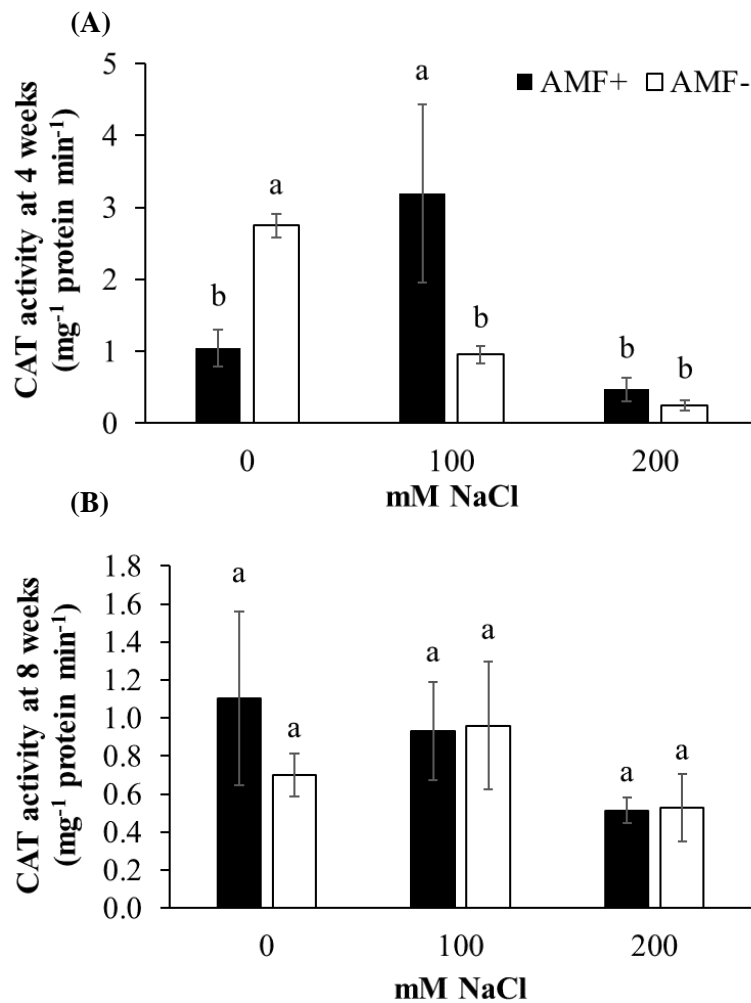 (A)
CAT activity at 4 weeks
(mg⁻¹ protein min⁻¹)
AMF+ AMF-
5
4
3
2
1
0
b
a
a
b
b
b
0 100 200
mM NaCl
(B)
CAT activity at 8 weeks
(mg⁻¹ protein min⁻¹)
1.8
1.6
1.4
1.2
1.0
0.8
0.6
0.4
0.2
0.0
a
a
a
a
a
a
0 100 200
mM NaCl